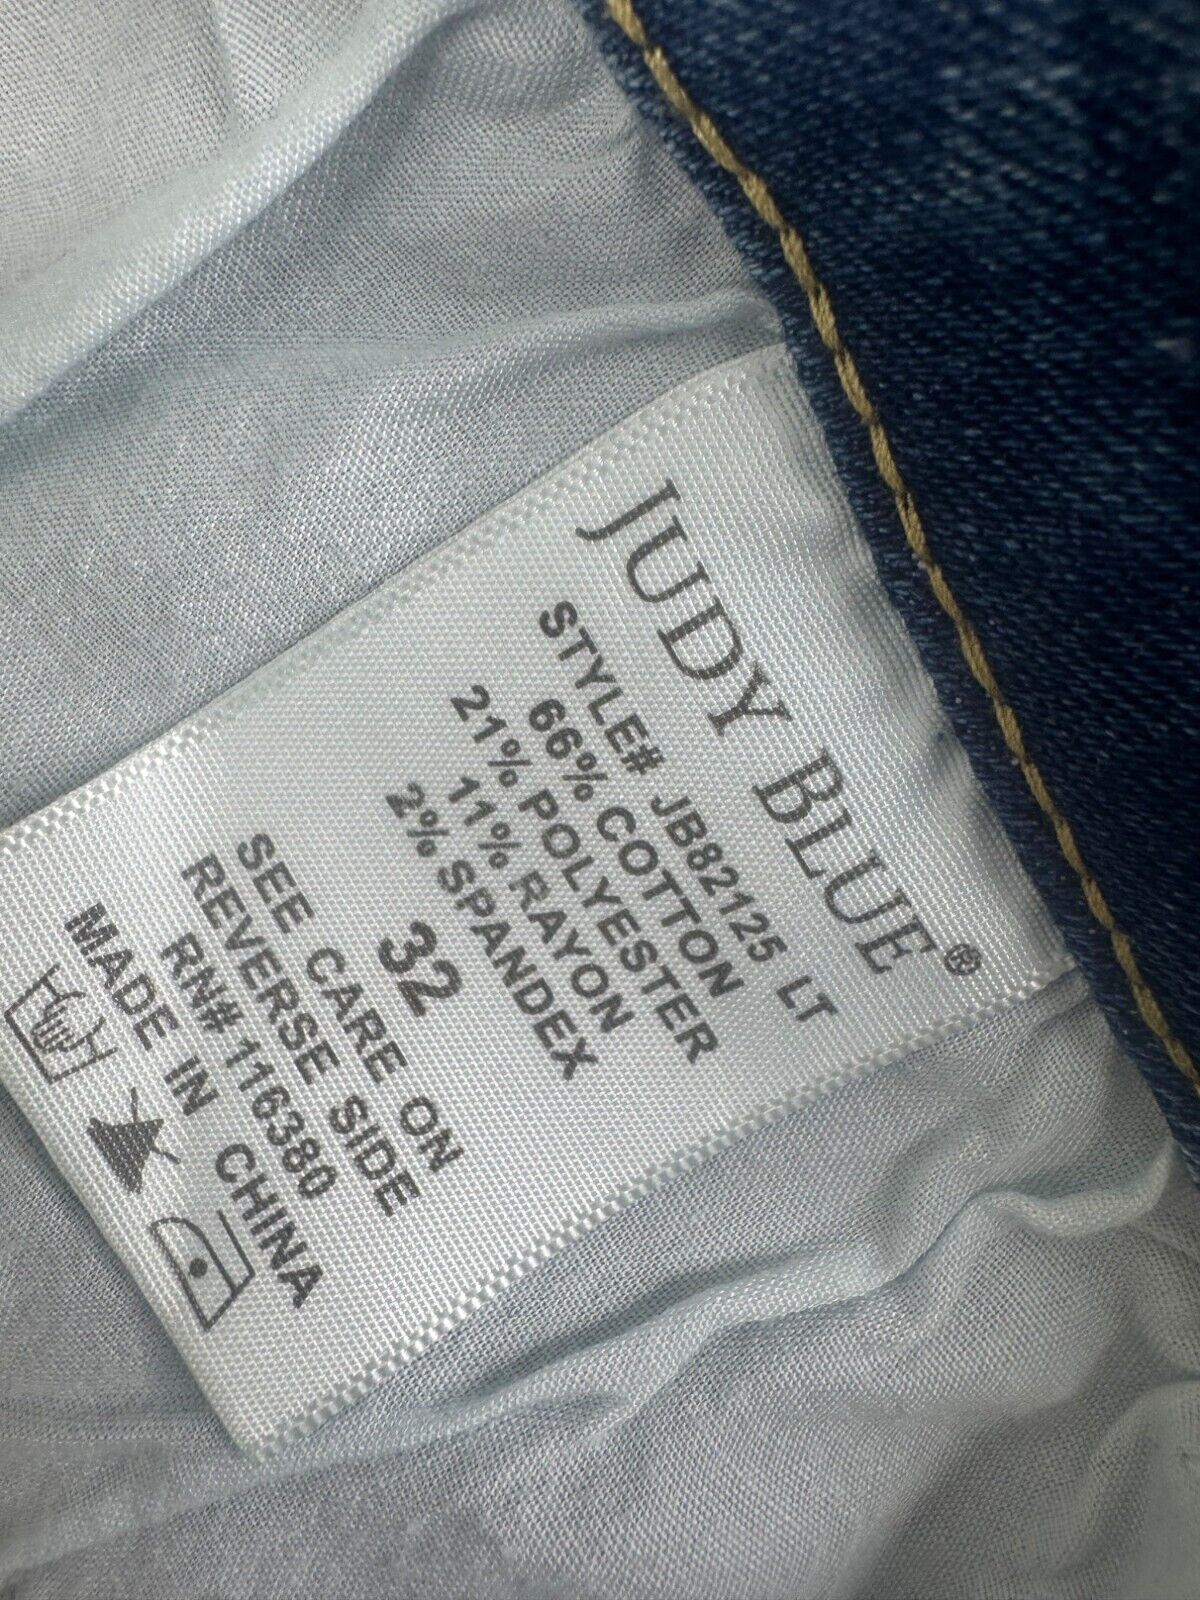 JUDY BLUE®
STYLE# JB82125 LT
66% COTTON
21% POLYESTER
11% RAYON
2% SPANDEX
32
SEE CARE ON
REVERSE SIDE
RN# 116380
MADE IN CHINA